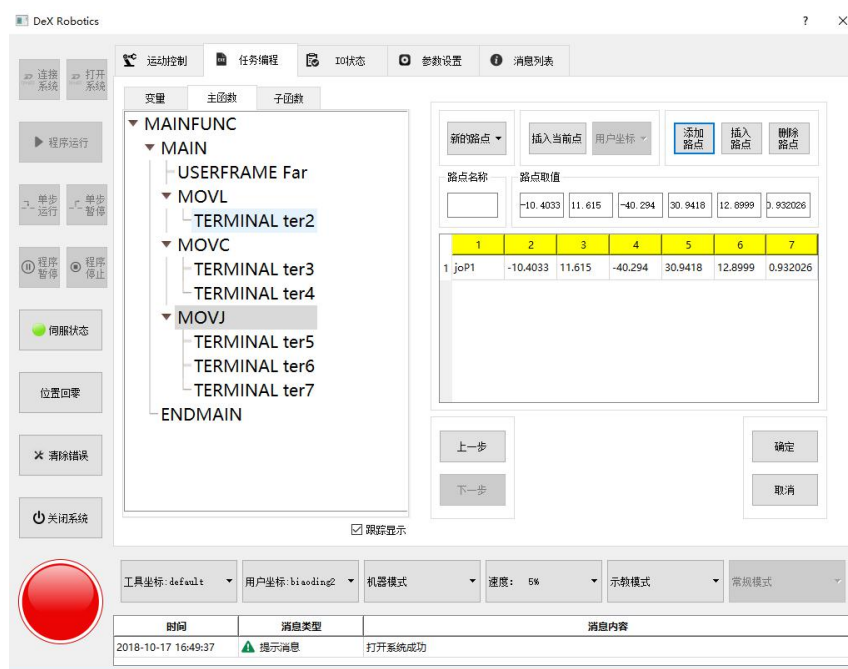 DeX Robotics
?
运动控制 任务编程 IO状态 参数设置 消息列表
连接系统 打开系统
程序运行
单步运行 单步暂停
程序暂停 程序停止
伺服状态
位置回零
清除错误
关闭系统
变量 主函数 子函数
MAINFUNC
MAIN
USERFRAME Far
MOVL
TERMINAL ter2
MOVC
TERMINAL ter3
TERMINAL ter4
MOVJ
TERMINAL ter5
TERMINAL ter6
TERMINAL ter7
ENDMAIN
跟踪显示
新的路点 插入当前点 用户坐标 添加路点 插入路点 删除路点
路点名称 路点取值
-10.4033 11.615 -40.294 30.9418 12.8999 0.932026
1 2 3 4 5 6 7
1 joP1 -10.4033 11.615 -40.294 30.9418 12.8999 0.932026
上一步 确定
下一步 取消
工具坐标:default 用户坐标:biaoding2 机器模式 速度: 5% 示教模式 常规模式
时间 消息类型 消息内容
2018-10-17 16:49:37 提示消息 打开系统成功